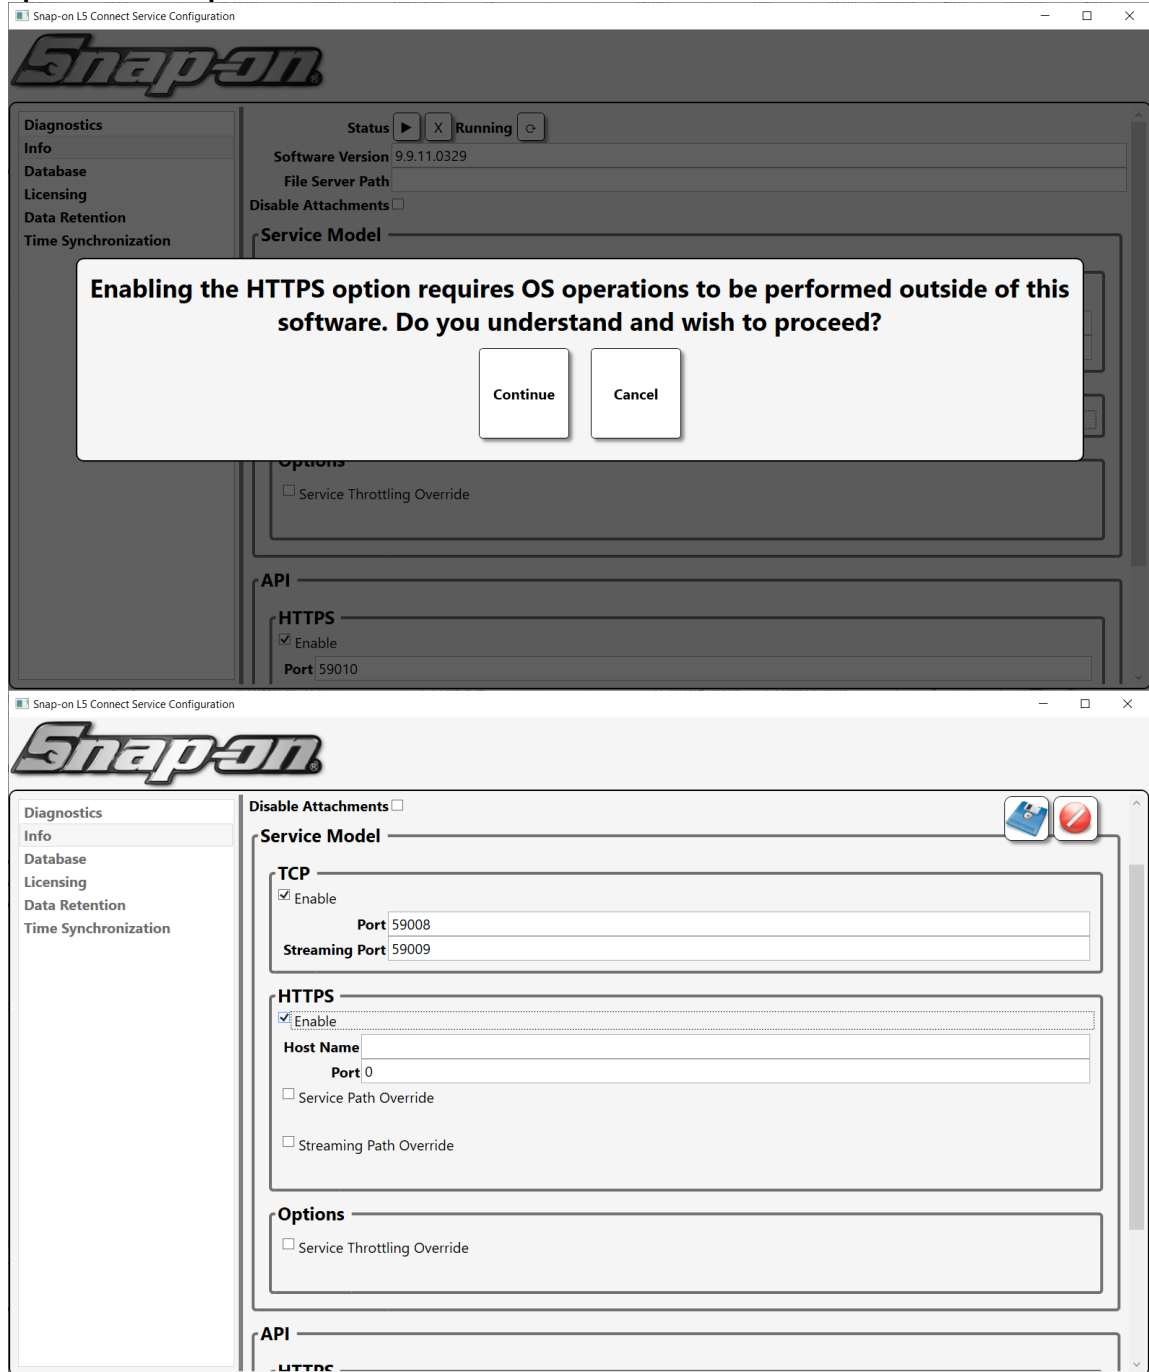 Snap-on L5 Connect Service Configuration
Snap-on
Diagnostics
Info
Database
Licensing
Data Retention
Time Synchronization
Status X Running
Software Version 9.9.11.0329
File Server Path
Disable Attachments
Service Model
Enabling the HTTPS option requires OS operations to be performed outside of this
software. Do you understand and wish to proceed?
Continue Cancel
Options
Service Throttling Override
API
HTTPS
Enable
Port 59010
Snap-on L5 Connect Service Configuration
Snap-on
Diagnostics
Info
Database
Licensing
Data Retention
Time Synchronization
Disable Attachments
Service Model
TCP
Enable
Port 59008
Streaming Port 59009
HTTPS
Enable
Host Name
Port 0
Service Path Override
Streaming Path Override
Options
Service Throttling Override
API
HTTPS